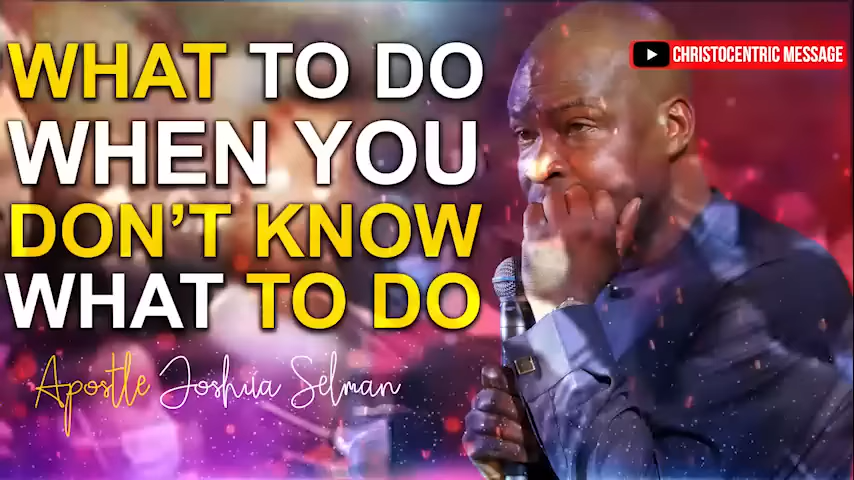 WHAT TO DO
WHEN YOU
DON'T KNOW
WHAT TO DO
Apostle Joshua Selman
CHRISTOCENTRIC MESSAGE